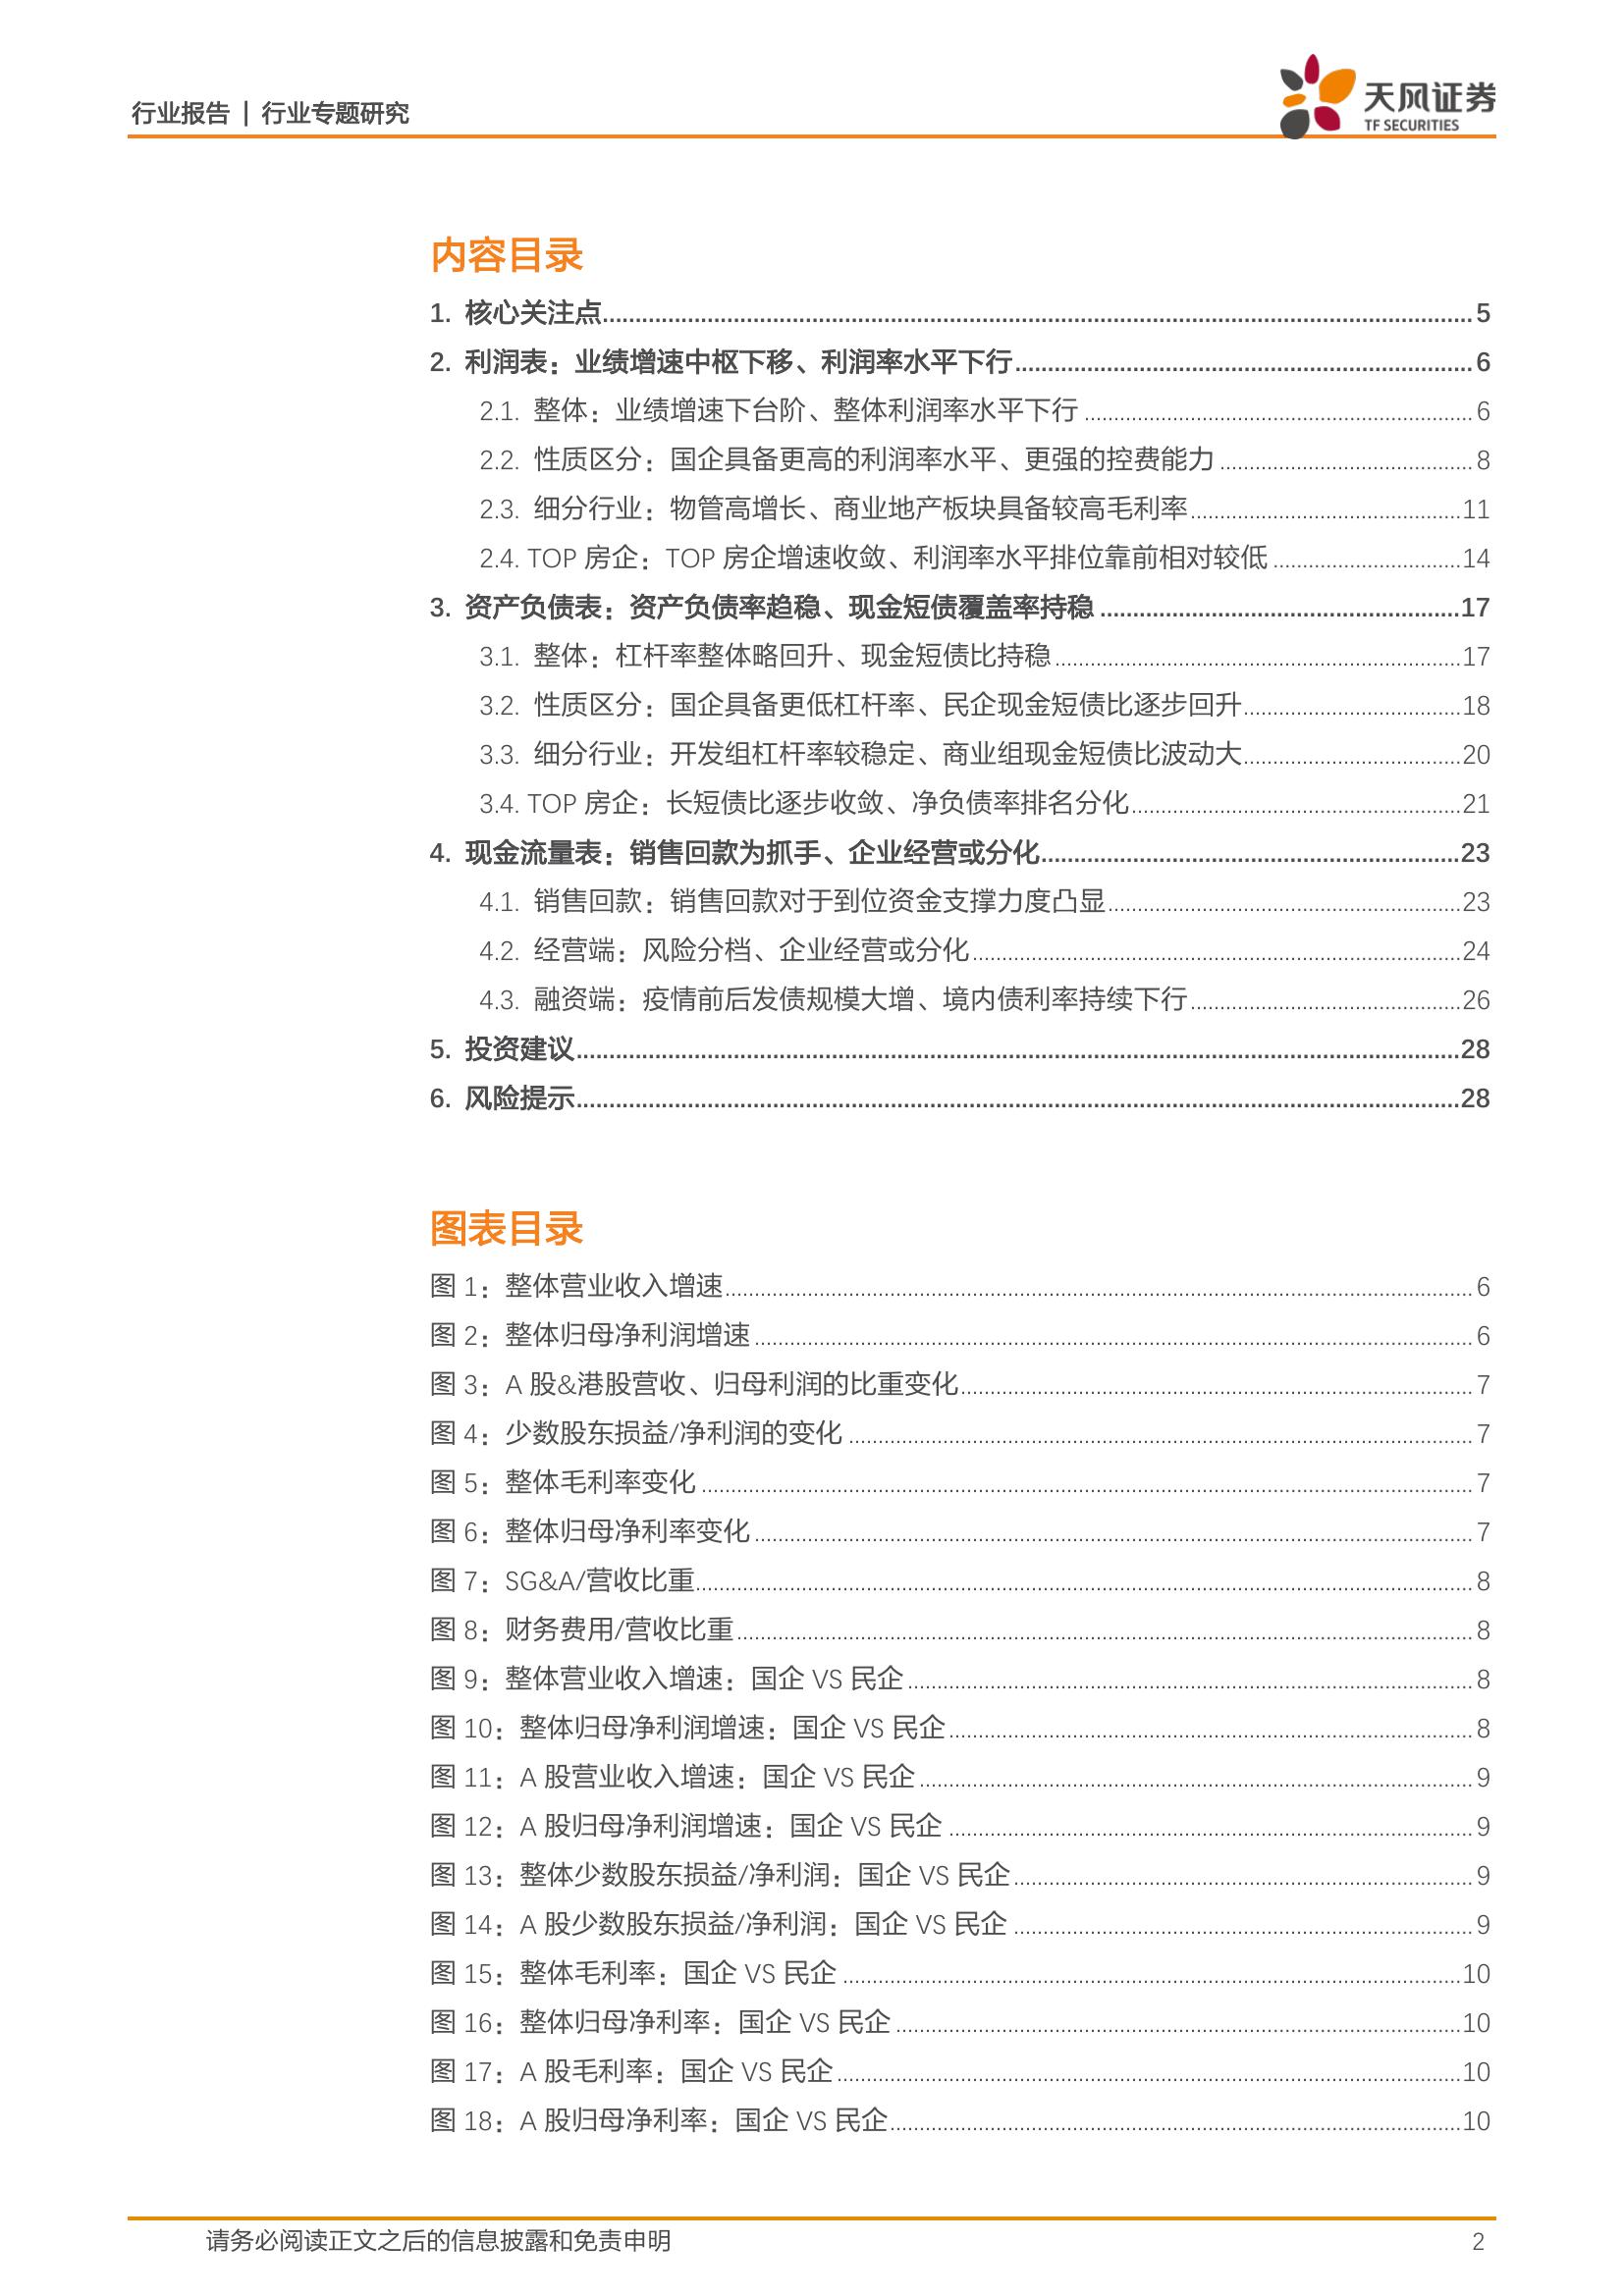 行业报告 | 行业专题研究
天风证券
TF SECURITIES
内容目录
1. 核心关注点 5
2. 利润表：业绩增速中枢下移、利润率水平下行 6
2.1. 整体：业绩增速下台阶、整体利润率水平下行 6
2.2. 性质区分：国企具备更高的利润率水平、更强的控费能力 8
2.3. 细分行业：物管高增长、商业地产板块具备较高毛利率 11
2.4. TOP 房企：TOP 房企增速收敛、利润率水平排位靠前相对较低 14
3. 资产负债表：资产负债率趋稳、现金短债覆盖率持稳 17
3.1. 整体：杠杆率整体略回升、现金短债比持稳 17
3.2. 性质区分：国企具备更低杠杆率、民企现金短债比逐步回升 18
3.3. 细分行业：开发组杠杆率较稳定、商业组现金短债比波动大 20
3.4. TOP 房企：长短债比逐步收敛、净负债率排名分化 21
4. 现金流量表：销售回款为抓手、企业经营或分化 23
4.1. 销售回款：销售回款对于到位资金支撑力度凸显 23
4.2. 经营端：风险分档、企业经营或分化 24
4.3. 融资端：疫情前后发债规模大增、境内债利率持续下行 26
5. 投资建议 28
6. 风险提示 28
图表目录
图 1：整体营业收入增速 6
图 2：整体归母净利润增速 6
图 3：A 股&港股营收、归母利润的比重变化 7
图 4：少数股东损益/净利润的变化 7
图 5：整体毛利率变化 7
图 6：整体归母净利率变化 7
图 7：SG&A/营收比重 8
图 8：财务费用/营收比重 8
图 9：整体营业收入增速：国企 VS 民企 8
图 10：整体归母净利润增速：国企 VS 民企 8
图 11：A 股营业收入增速：国企 VS 民企 9
图 12：A 股归母净利润增速：国企 VS 民企 9
图 13：整体少数股东损益/净利润：国企 VS 民企 9
图 14：A 股少数股东损益/净利润：国企 VS 民企 9
图 15：整体毛利率：国企 VS 民企 10
图 16：整体归母净利率：国企 VS 民企 10
图 17：A 股毛利率：国企 VS 民企 10
图 18：A 股归母净利率：国企 VS 民企 10
请务必阅读正文之后的信息披露和免责申明 2